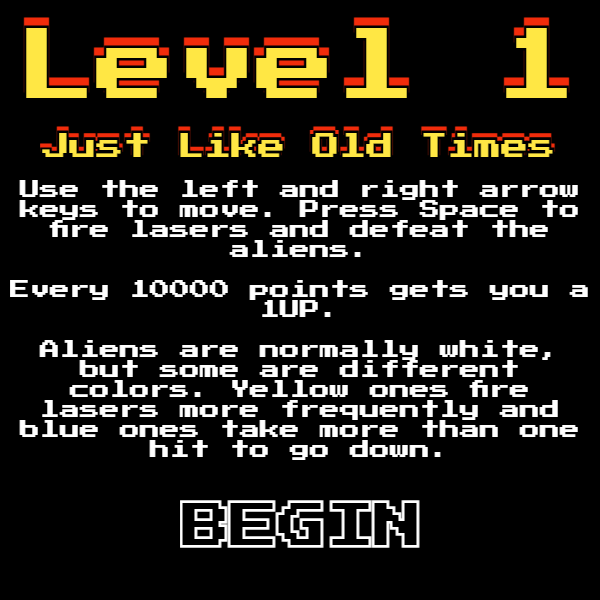 Level 1
Just Like Old Times
Use the left and right arrow
keys to move. Press Space to
fire lasers and defeat the
aliens.
Every 10000 points gets you a
1UP.
Aliens are normally white,
but some are different
colors. Yellow ones fire
lasers more frequently and
blue ones take more than one
hit to go down.
BEGIN